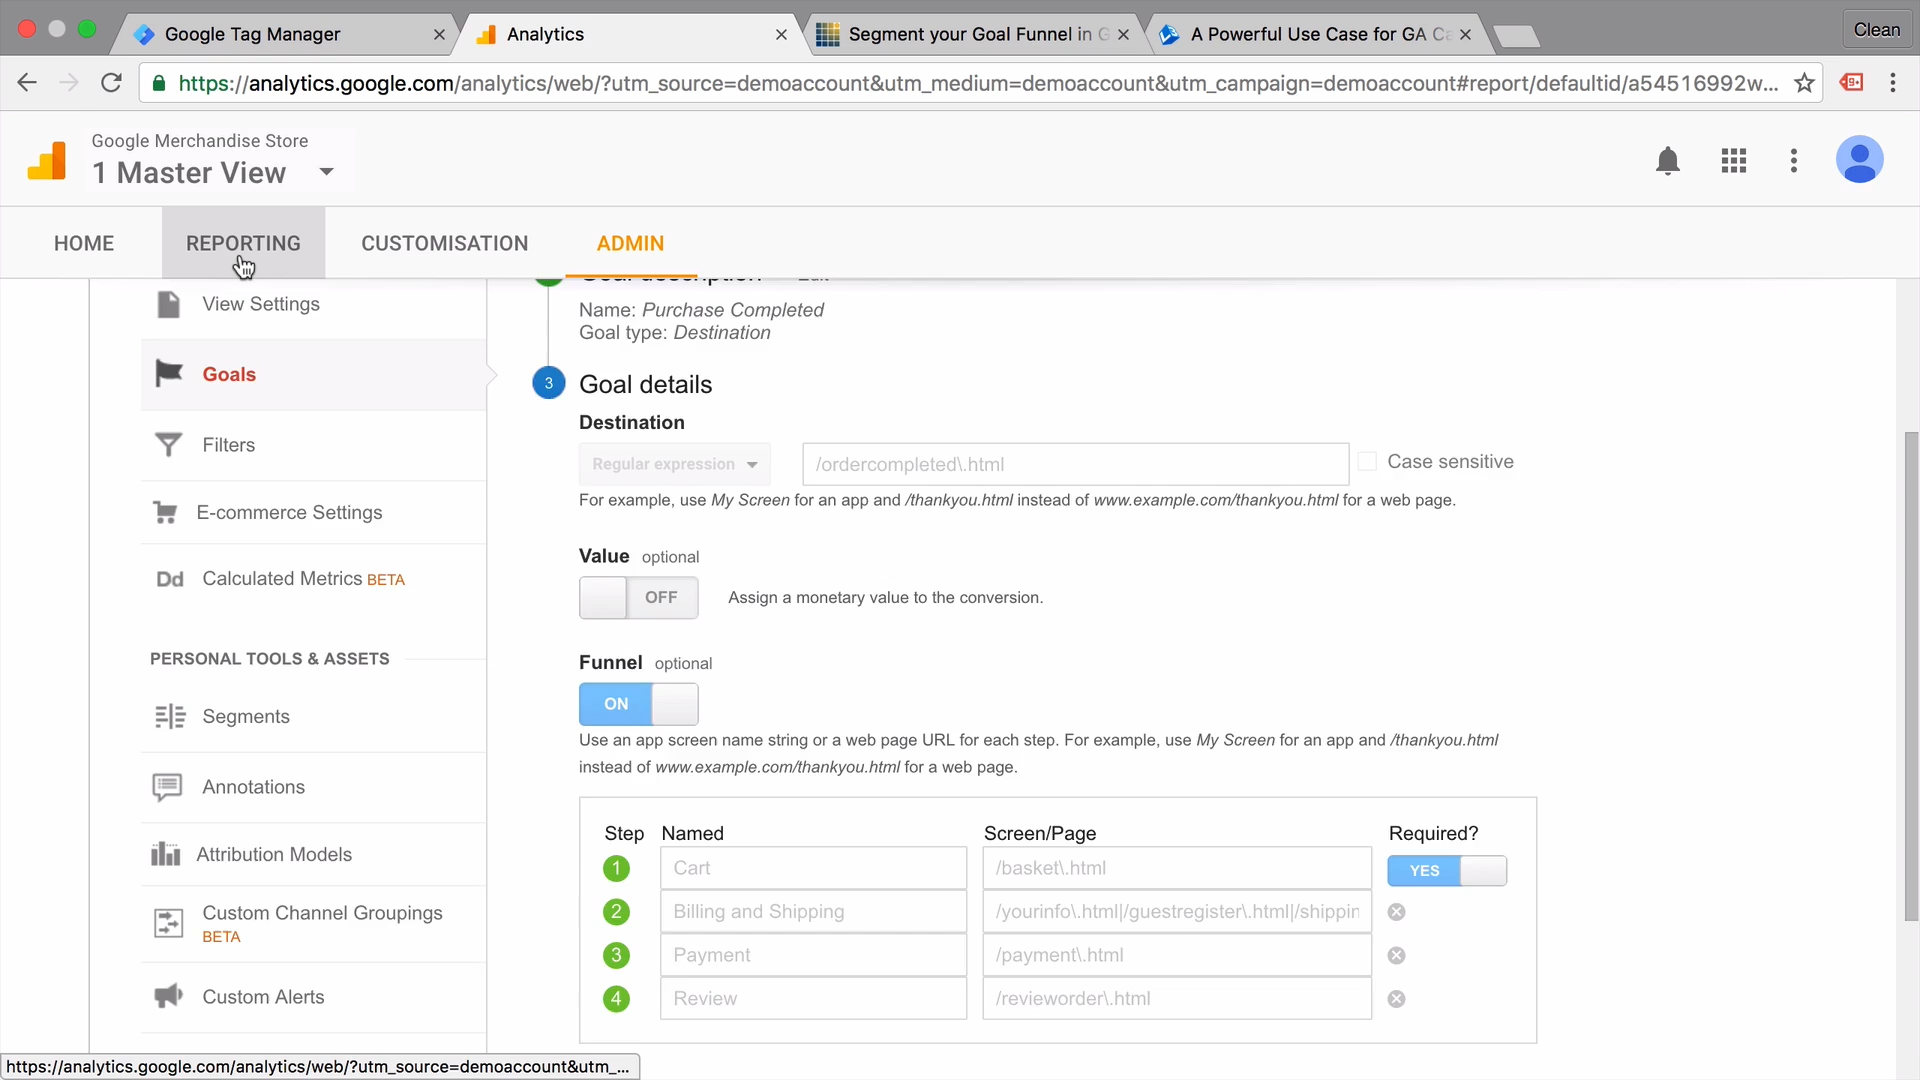 Google Tag Manager
Analytics
Segment your Goal Funnel in G
A Powerful Use Case for GA Ca
Clean
https://analytics.google.com/analytics/web/?utm_source=demoaccount&utm_medium=demoaccount&utm_campaign=demoaccount#report/defaultid/a54516992w...
Google Merchandise Store
1 Master View
HOME
REPORTING
CUSTOMISATION
ADMIN
View Settings
Goals
Filters
E-commerce Settings
Dd Calculated Metrics BETA
PERSONAL TOOLS & ASSETS
Segments
Annotations
Attribution Models
Custom Channel Groupings
BETA
Custom Alerts
Goal description Edit
Name: Purchase Completed
Goal type: Destination
3 Goal details
Destination
Regular expression /ordercompleted\.html Case sensitive
For example, use My Screen for an app and /thankyou.html instead of www.example.com/thankyou.html for a web page.
Value optional
OFF Assign a monetary value to the conversion.
Funnel optional
ON
Use an app screen name string or a web page URL for each step. For example, use My Screen for an app and /thankyou.html
instead of www.example.com/thankyou.html for a web page.
Step Named Screen/Page Required?
1 Cart /basket\.html YES
2 Billing and Shipping /yourinfo\.html|/guestregister\.html|/shippin
3 Payment /payment\.html
4 Review /revieworder\.html
https://analytics.google.com/analytics/web/?utm_source=demoaccount&utm_...